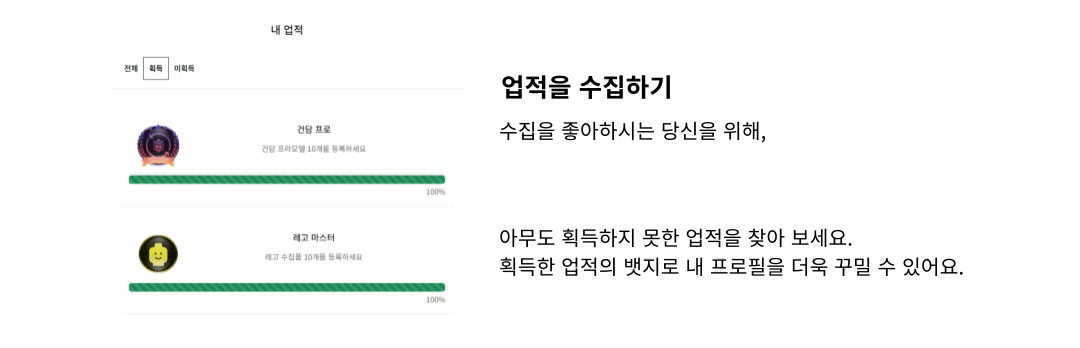 내 업적
전체 획득 미획득
건담 프로
건담 프라모델 10개를 등록하세요
100%
레고 마스터
레고 수집품 10개를 등록하세요
100%
업적을 수집하기
수집을 좋아하시는 당신을 위해,
아무도 획득하지 못한 업적을 찾아 보세요.
획득한 업적의 뱃지로 내 프로필을 더욱 꾸밀 수 있어요.